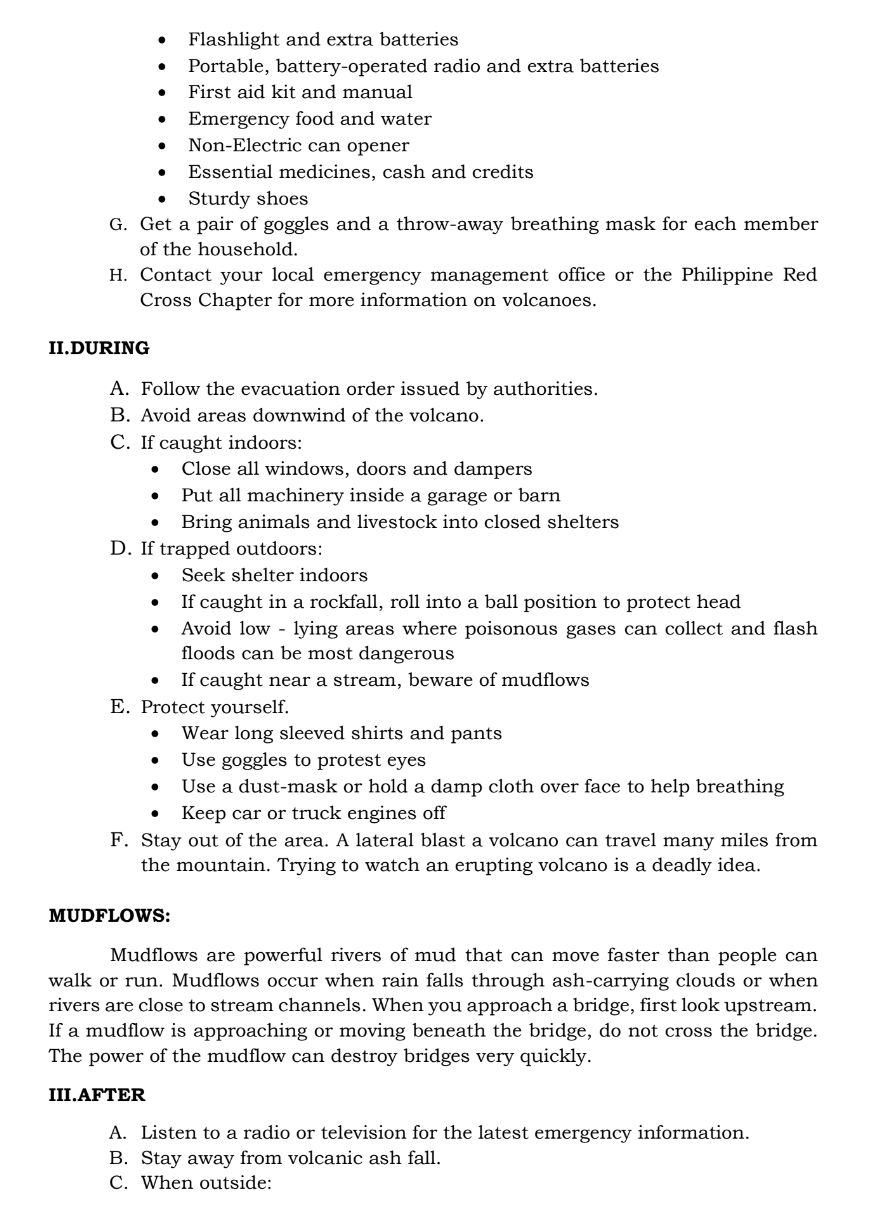 • Flashlight and extra batteries
• Portable, battery-operated radio and extra batteries
• First aid kit and manual
• Emergency food and water
• Non-Electric can opener
• Essential medicines, cash and credits
• Sturdy shoes
G. Get a pair of goggles and a throw-away breathing mask for each member
of the household.
H. Contact your local emergency management office or the Philippine Red
Cross Chapter for more information on volcanoes.
II.DURING
A. Follow the evacuation order issued by authorities.
B. Avoid areas downwind of the volcano.
C. If caught indoors:
• Close all windows, doors and dampers
• Put all machinery inside a garage or barn
• Bring animals and livestock into closed shelters
D. If trapped outdoors:
• Seek shelter indoors
• If caught in a rockfall, roll into a ball position to protect head
• Avoid low - lying areas where poisonous gases can collect and flash
floods can be most dangerous
• If caught near a stream, beware of mudflows
E. Protect yourself.
• Wear long sleeved shirts and pants
• Use goggles to protest eyes
• Use a dust-mask or hold a damp cloth over face to help breathing
• Keep car or truck engines off
F. Stay out of the area. A lateral blast a volcano can travel many miles from
the mountain. Trying to watch an erupting volcano is a deadly idea.
MUDFLOWS:
Mudflows are powerful rivers of mud that can move faster than people can
walk or run. Mudflows occur when rain falls through ash-carrying clouds or when
rivers are close to stream channels. When you approach a bridge, first look upstream.
If a mudflow is approaching or moving beneath the bridge, do not cross the bridge.
The power of the mudflow can destroy bridges very quickly.
III.AFTER
A. Listen to a radio or television for the latest emergency information.
B. Stay away from volcanic ash fall.
C. When outside: